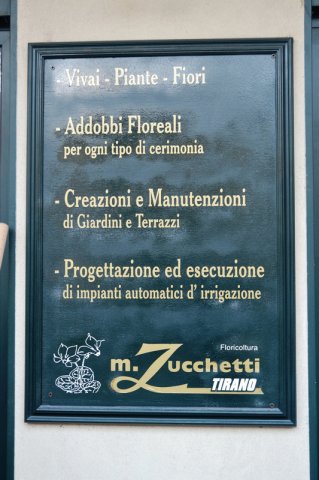 - Vivai - Piante - Fiori
- Addobbi Floreali
per ogni tipo di cerimonia
- Creazioni e Manutenzioni
di Giardini e Terrazzi
- Progettazione ed esecuzione
di impianti automatici d' irrigazione
Floricoltura
m. Zucchetti
TIRANO